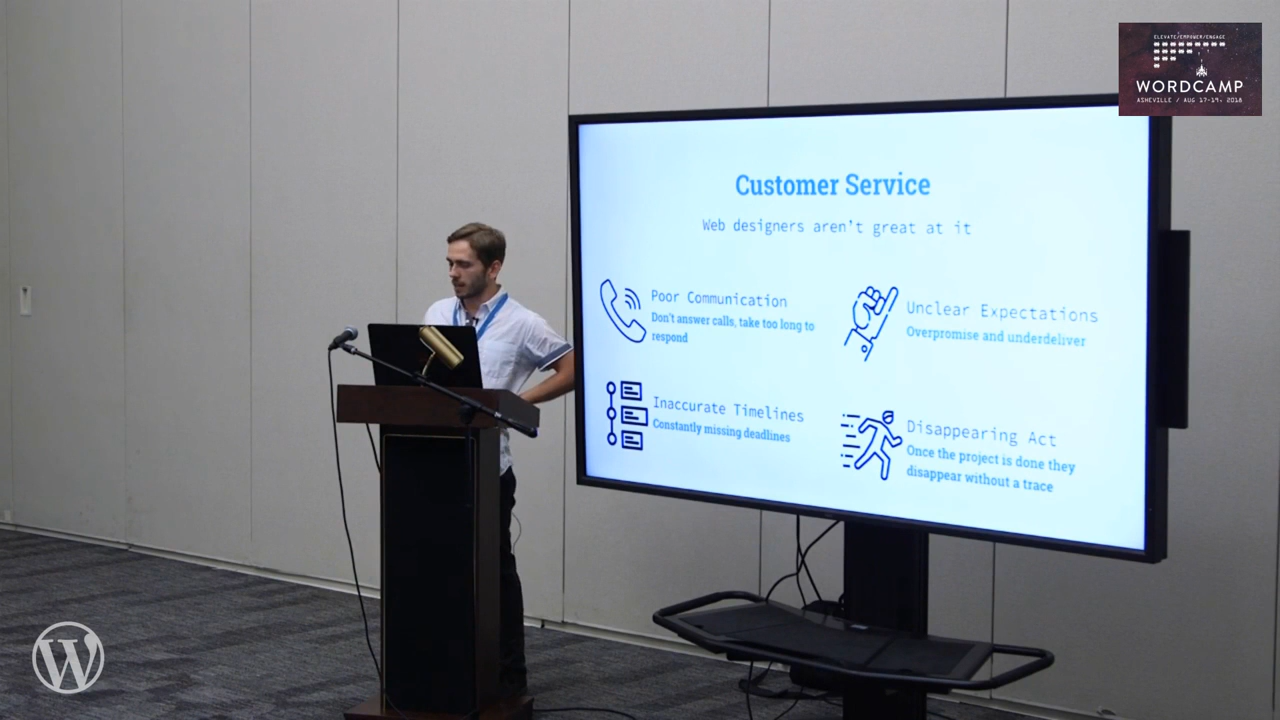 ELEVATE/EMPOWER/ENGAGE
WORDCAMP
ASHEVILLE / AUG 17-19, 2018
Customer Service
Web designers aren't great at it
Poor Communication
Don't answer calls, take too long to
respond
Unclear Expectations
Overpromise and underdeliver
Inaccurate Timelines
Constantly missing deadlines
Disappearing Act
Once the project is done they
disappear without a trace
W